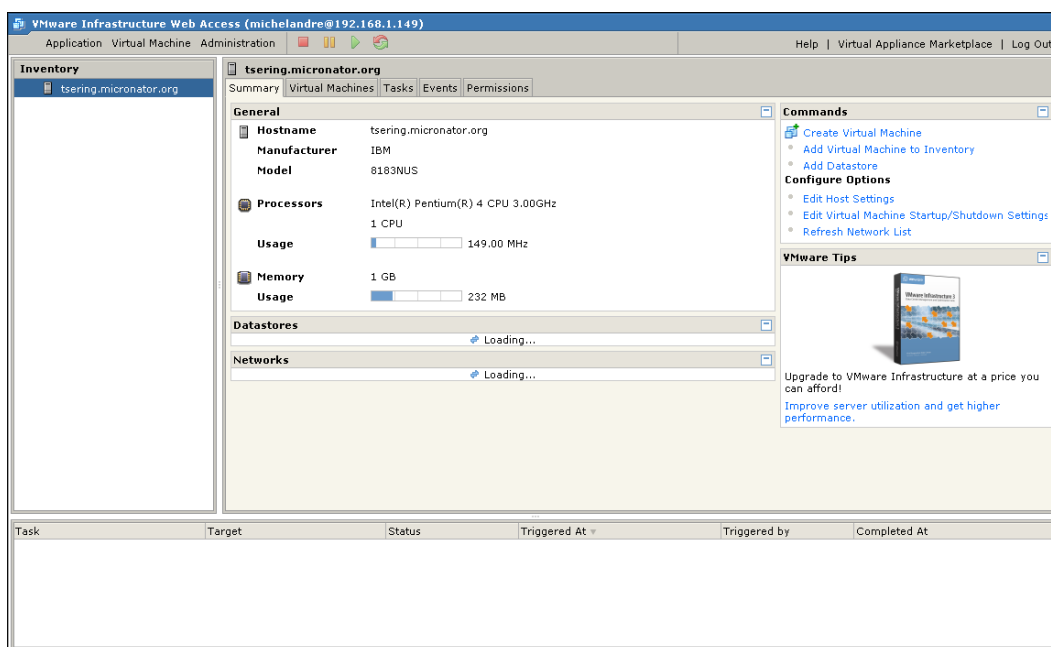 VMware Infrastructure Web Access (michelandre@192.168.1.149)
Application Virtual Machine Administration
Help | Virtual Appliance Marketplace | Log Out
Inventory
tsering.micronator.org
tsering.micronator.org
Summary Virtual Machines Tasks Events Permissions
General
Hostname tsering.micronator.org
Manufacturer IBM
Model 8183NUS
Processors Intel(R) Pentium(R) 4 CPU 3.00GHz
1 CPU
Usage 149.00 MHz
Memory 1 GB
Usage 232 MB
Datastores
Loading...
Networks
Loading...
Commands
Create Virtual Machine
Add Virtual Machine to Inventory
Add Datastore
Configure Options
Edit Host Settings
Edit Virtual Machine Startup/Shutdown Settings
Refresh Network List
VMware Tips
VMware Infrastructure 3
Upgrade to VMware Infrastructure at a price you
can afford!
Improve server utilization and get higher
performance.
Task Target Status Triggered At Triggered by Completed At